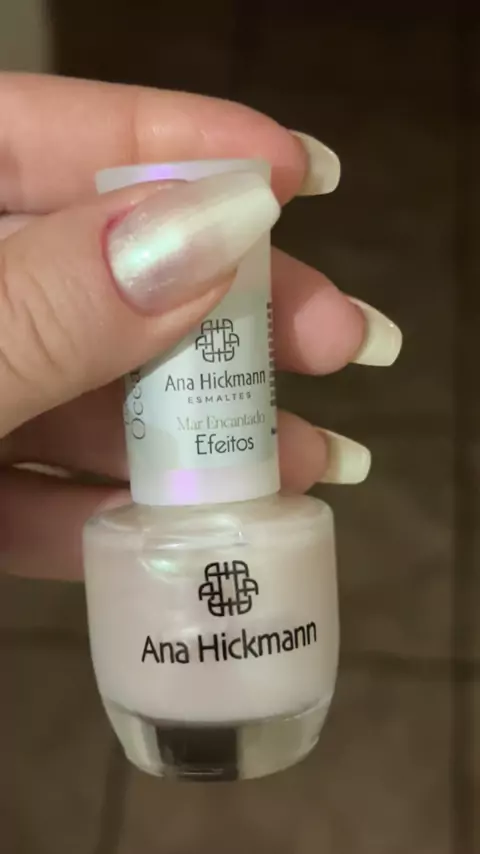 Ana Hickmann
ESMALTES
Mar Encantado
Efeitos
Ana Hickmann